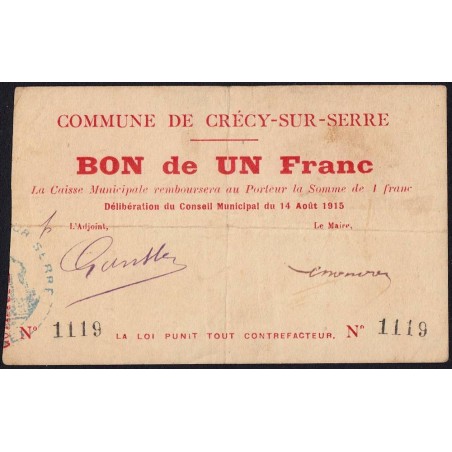 COMMUNE DE CRÉCY-SUR-SERRE
BON de UN Franc
La Caisse Municipale remboursera au Porteur la Somme de 1 franc
Délibération du Conseil Municipal du 14 Août 1915
L'Adjoint, Le Maire,
SERRE
N° 1119 LA LOI PUNIT TOUT CONTREFACTEUR. N° 1119